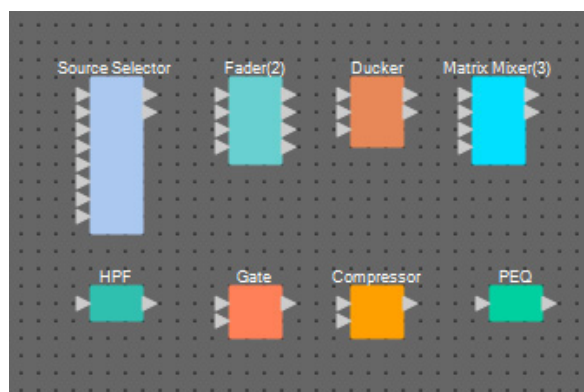 Source Selector
Fader(2)
Ducker
Matrix Mixer(3)
HPF
Gate
Compressor
PEQ